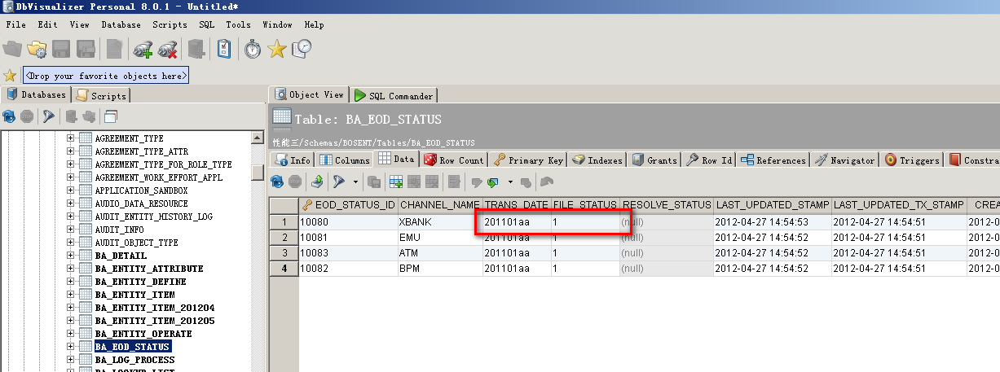 DbVisualizer Personal 8.0.1 - Untitled*
File Edit View Database Scripts SQL Tools Window Help
<Drop your favorite objects here>
Databases Scripts
AGREEMENT_TYPE
AGREEMENT_TYPE_ATTR
AGREEMENT_TYPE_FOR_ROLE_TYPE
AGREEMENT_WORK_EFFORT_APPL
APPLICATION_SANDBOX
AUDIO_DATA_RESOURCE
AUDIT_ENTITY_HISTORY_LOG
AUDIT_INFO
AUDIT_OBJECT_TYPE
BA_DETAIL
BA_ENTITY_ATTRIBUTE
BA_ENTITY_DEFINE
BA_ENTITY_ITEM
BA_ENTITY_ITEM_201204
BA_ENTITY_ITEM_201205
BA_ENTITY_OPERATE
BA_EOD_STATUS
BA_LOG_PROCESS
BA_LOOKUP_LIST
Object View SQL Commander
Table: BA_EOD_STATUS
性能三/Schemas/BOSENT/Tables/BA_EOD_STATUS
Info Columns Data Row Count Primary Key Indexes Grants Row Id References Navigator Triggers Constra
EOD_STATUS_ID CHANNEL_NAME TRANS_DATE FILE_STATUS RESOLVE_STATUS LAST_UPDATED_STAMP LAST_UPDATED_TX_STAMP CREA
1 10080 XBANK 201101aa 1 (null) 2012-04-27 14:54:53 2012-04-27 14:54:51 2012-0
2 10081 EMU 201101aa 1 (null) 2012-04-27 14:54:52 2012-04-27 14:54:51 2012-0
3 10083 ATM 201101aa 1 (null) 2012-04-27 14:54:52 2012-04-27 14:54:51 2012-0
4 10082 BPM 201101aa 1 (null) 2012-04-27 14:54:52 2012-04-27 14:54:51 2012-0